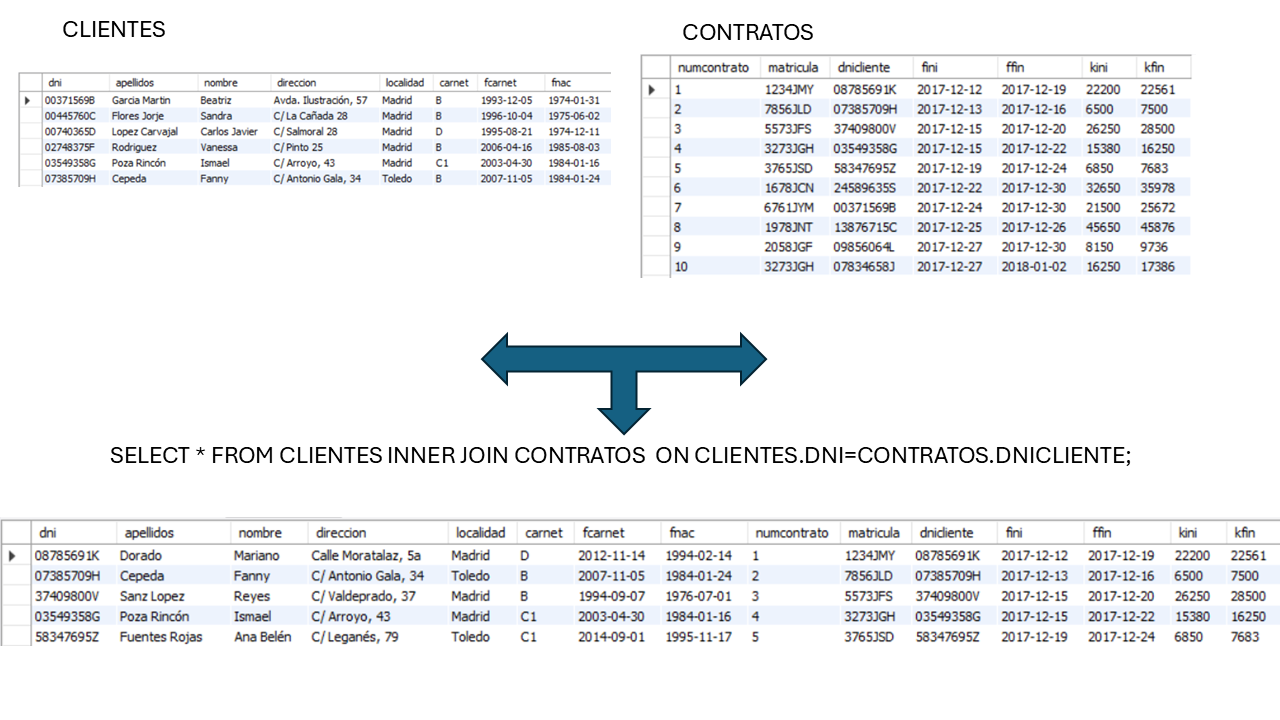 CLIENTES
dni apellidos nombre direccion localidad carnet fcarnet fnac
00371569B Garcia Martin Beatriz Avda. Ilustración, 57 Madrid B 1993-12-05 1974-01-31
00445760C Flores Jorje Sandra C/ La Cañada 28 Madrid B 1996-10-04 1975-06-02
00740365D Lopez Carvajal Carlos Javier C/ Salmoral 28 Madrid D 1995-08-21 1974-12-11
02748375F Rodriguez Vanessa C/ Pinto 25 Madrid B 2006-04-16 1985-08-03
03549358G Poza Rincón Ismael C/ Arroyo, 43 Madrid C1 2003-04-30 1984-01-16
07385709H Cepeda Fanny C/ Antonio Gala, 34 Toledo B 2007-11-05 1984-01-24
CONTRATOS
numcontrato matricula dnicliente fini ffin kini kfin
1 1234JMY 08785691K 2017-12-12 2017-12-19 22200 22561
2 7856JLD 07385709H 2017-12-13 2017-12-16 6500 7500
3 5573JFS 37409800V 2017-12-15 2017-12-20 26250 28500
4 3273JGH 03549358G 2017-12-15 2017-12-22 15380 16250
5 3765JSD 58347695Z 2017-12-19 2017-12-24 6850 7683
6 1678JCN 24589635S 2017-12-22 2017-12-30 32650 35978
7 6761JYM 00371569B 2017-12-24 2017-12-30 21500 25672
8 1978JNT 13876715C 2017-12-25 2017-12-26 45650 45876
9 2058JGF 09856064L 2017-12-27 2017-12-30 8150 9736
10 3273JGH 07834658J 2017-12-27 2018-01-02 16250 17386
SELECT * FROM CLIENTES INNER JOIN CONTRATOS ON CLIENTES.DNI=CONTRATOS.DNICLIENTE;
dni apellidos nombre direccion localidad carnet fcarnet fnac numcontrato matricula dnicliente fini ffin kini kfin
08785691K Dorado Mariano Calle Moratalaz, 5a Madrid D 2012-11-14 1994-02-14 1 1234JMY 08785691K 2017-12-12 2017-12-19 22200 22561
07385709H Cepeda Fanny C/ Antonio Gala, 34 Toledo B 2007-11-05 1984-01-24 2 7856JLD 07385709H 2017-12-13 2017-12-16 6500 7500
37409800V Sanz Lopez Reyes C/ Valdeprado, 37 Madrid B 1994-09-07 1976-07-01 3 5573JFS 37409800V 2017-12-15 2017-12-20 26250 28500
03549358G Poza Rincón Ismael C/ Arroyo, 43 Madrid C1 2003-04-30 1984-01-16 4 3273JGH 03549358G 2017-12-15 2017-12-22 15380 16250
58347695Z Fuentes Rojas Ana Belén C/ Leganés, 79 Toledo C1 2014-09-01 1995-11-17 5 3765JSD 58347695Z 2017-12-19 2017-12-24 6850 7683